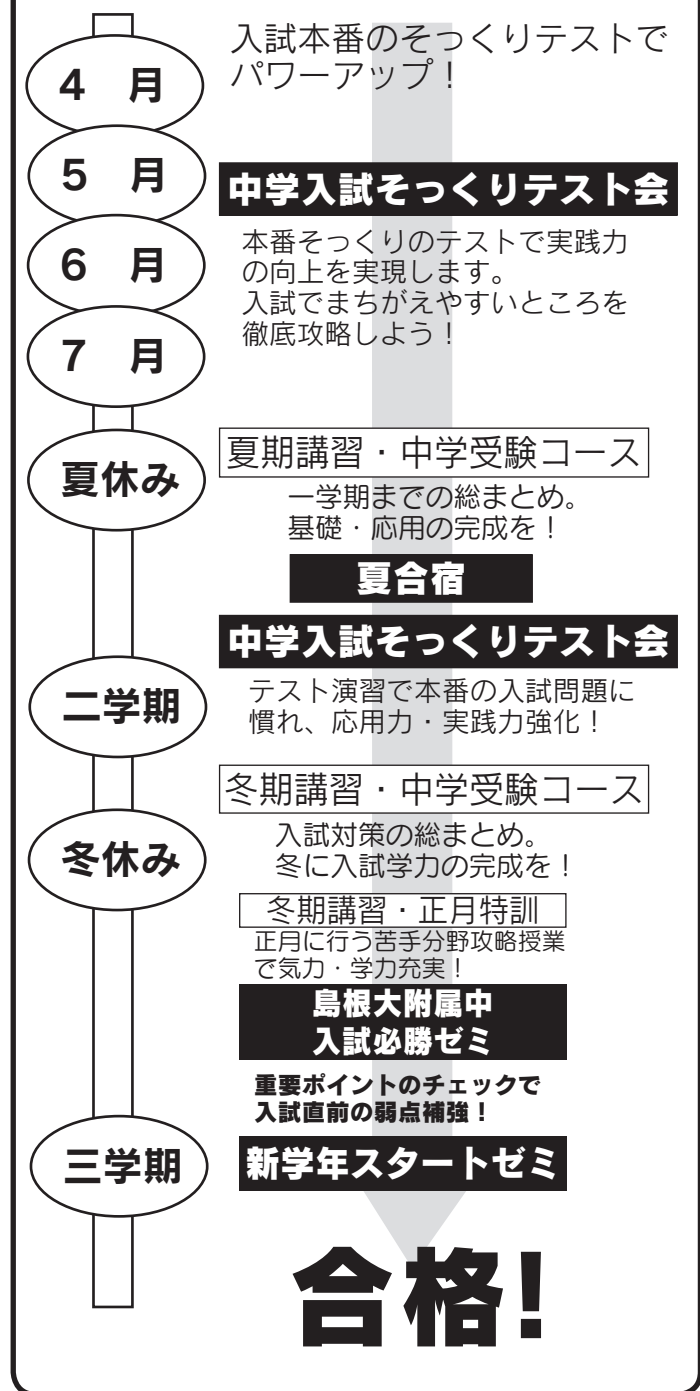 入試本番のそっくりテストで
パワーアップ！
4 月
5 月
中学入試そっくりテスト会
6 月
本番そっくりのテストで実践力
の向上を実現します。
入試でまちがえやすいところを
徹底攻略しよう！
7 月
夏休み
夏期講習・中学受験コース
一学期までの総まとめ。
基礎・応用の完成を！
夏合宿
中学入試そっくりテスト会
二学期
テスト演習で本番の入試問題に
慣れ、応用力・実践力強化！
冬期講習・中学受験コース
冬休み
入試対策の総まとめ。
冬に入試学力の完成を！
冬期講習・正月特訓
正月に行う苦手分野攻略授業
で気力・学力充実！
島根大附属中
入試必勝ゼミ
重要ポイントのチェックで
入試直前の弱点補強！
三学期
新学年スタートゼミ
合格!